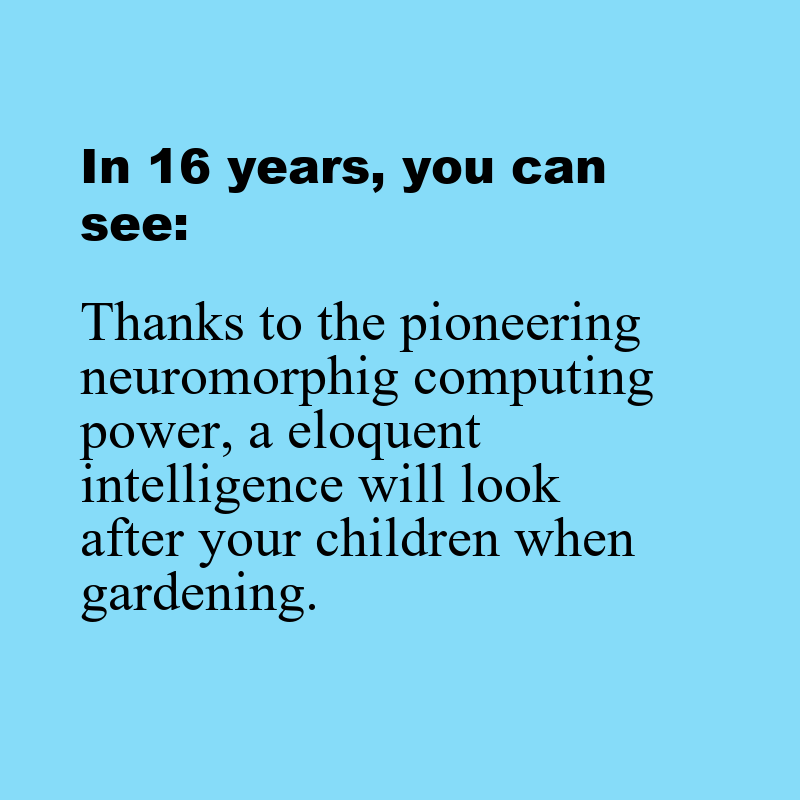 In 16 years, you can
see:
Thanks to the pioneering
neuromorphig computing
power, a eloquent
intelligence will look
after your children when
gardening.